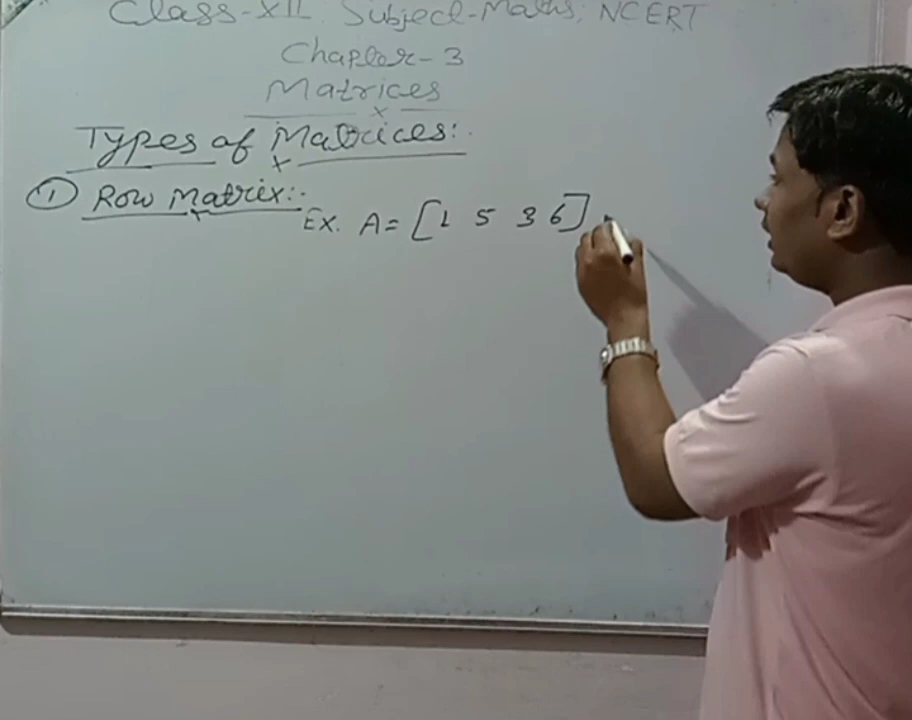 Class-XII Subject-Maths, NCERT
Chapter-3
Matrices
Types of Matrices:
① Row Matrix:
Ex. A = [1 5 3 6]